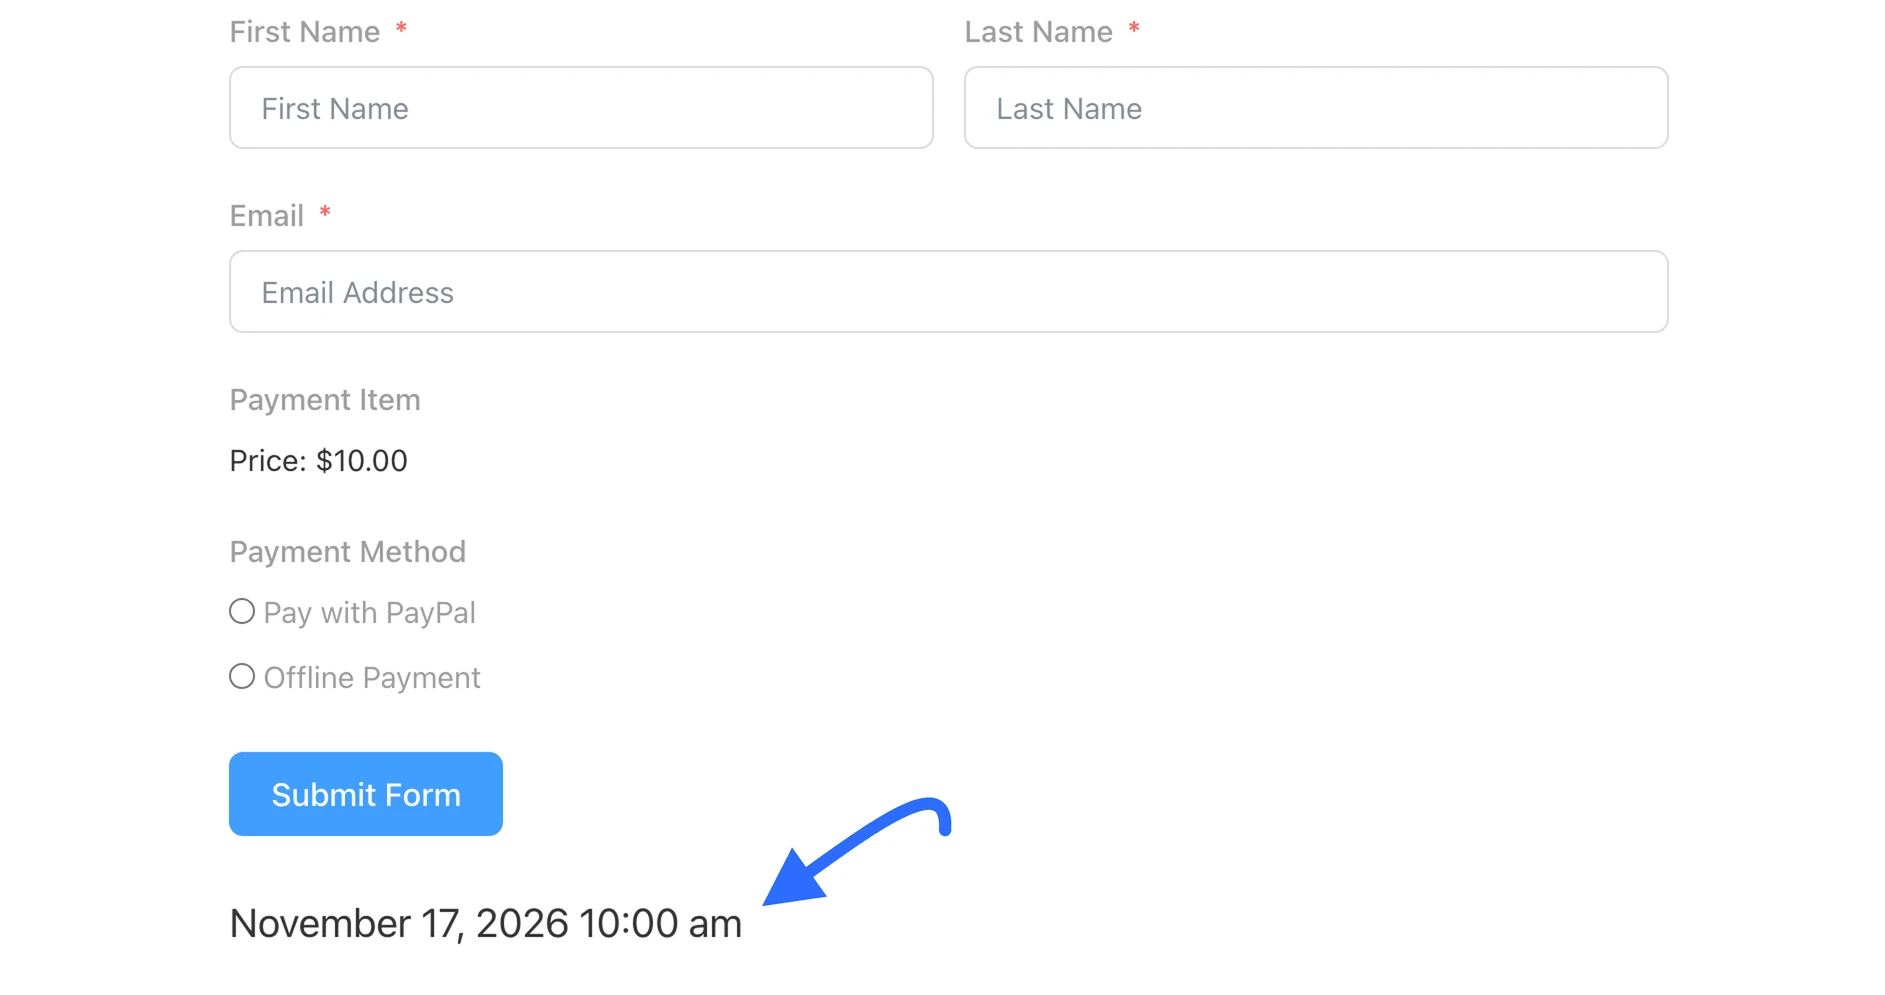 First Name *
Last Name *
First Name
Last Name
Email *
Email Address
Payment Item
Price: $10.00
Payment Method
Pay with PayPal
Offline Payment
Submit Form
November 17, 2026 10:00 am